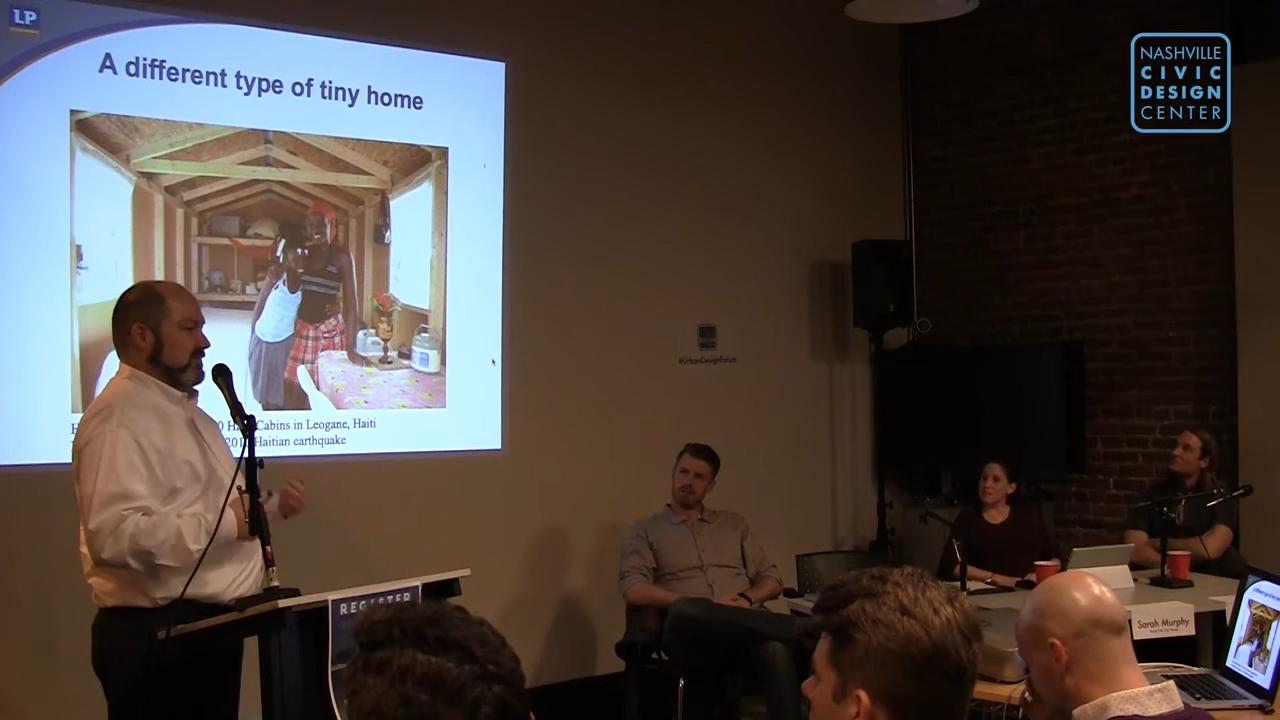 LP
A different type of tiny home
Cabins in Leogane, Haiti
Haitian earthquake
NASHVILLE
CIVIC
DESIGN
CENTER
#UrbanDesignForum
REGISTER
Sarah Murphy